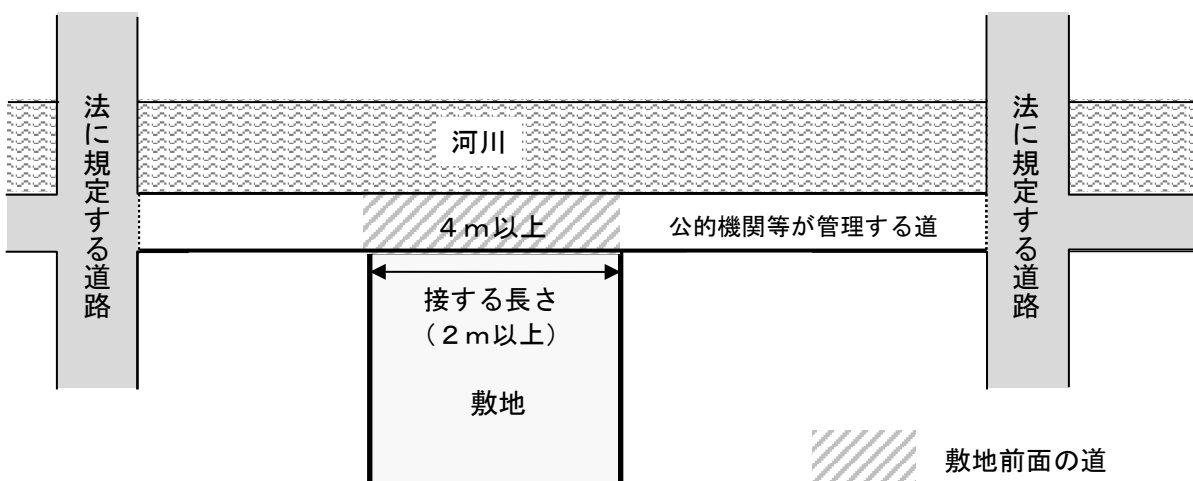 法に規定する道路
河川
法に規定する道路
４ｍ以上
公的機関等が管理する道
接する長さ
（２ｍ以上）
敷地
敷地前面の道